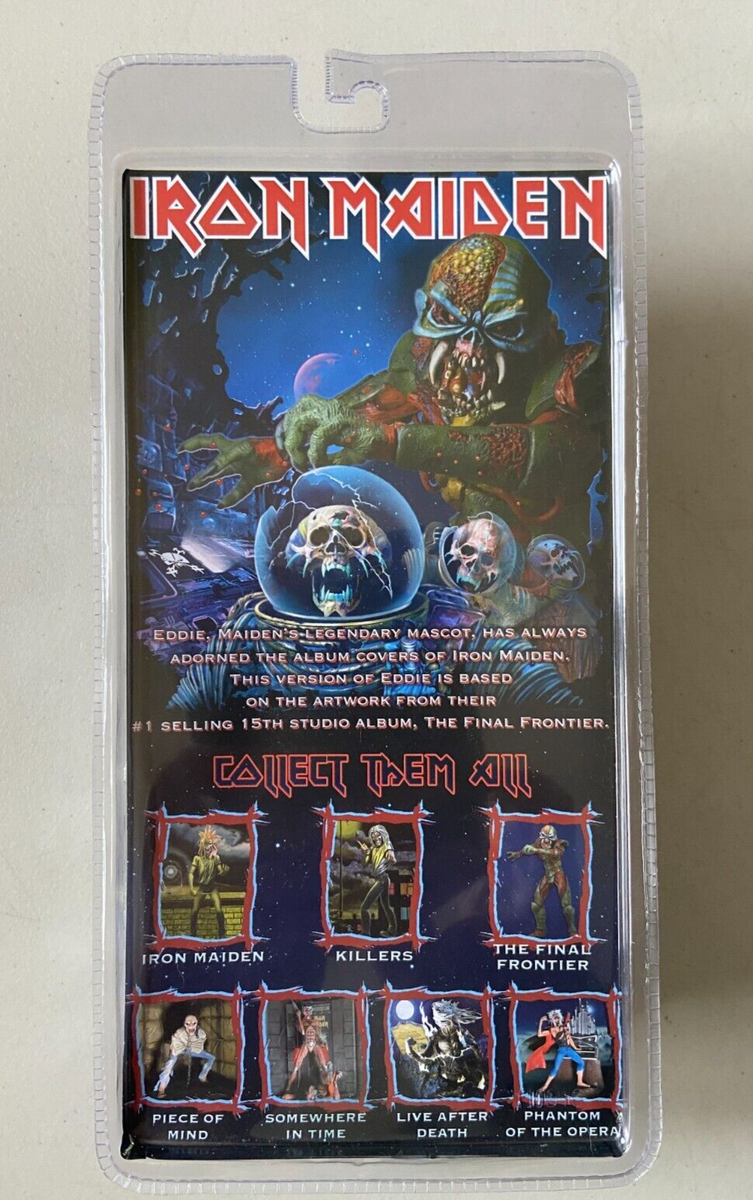 IRON MAIDEN
EDDIE, MAIDEN'S LEGENDARY MASCOT, HAS ALWAYS
ADORNED THE ALBUM COVERS OF IRON MAIDEN.
THIS VERSION OF EDDIE IS BASED
ON THE ARTWORK FROM THEIR
#1 SELLING 15TH STUDIO ALBUM, THE FINAL FRONTIER.
COLLECT THEM ALL
IRON MAIDEN
KILLERS
THE FINAL
FRONTIER
PIECE OF
MIND
SOMEWHERE
IN TIME
LIVE AFTER
DEATH
PHANTOM
OF THE OPERA